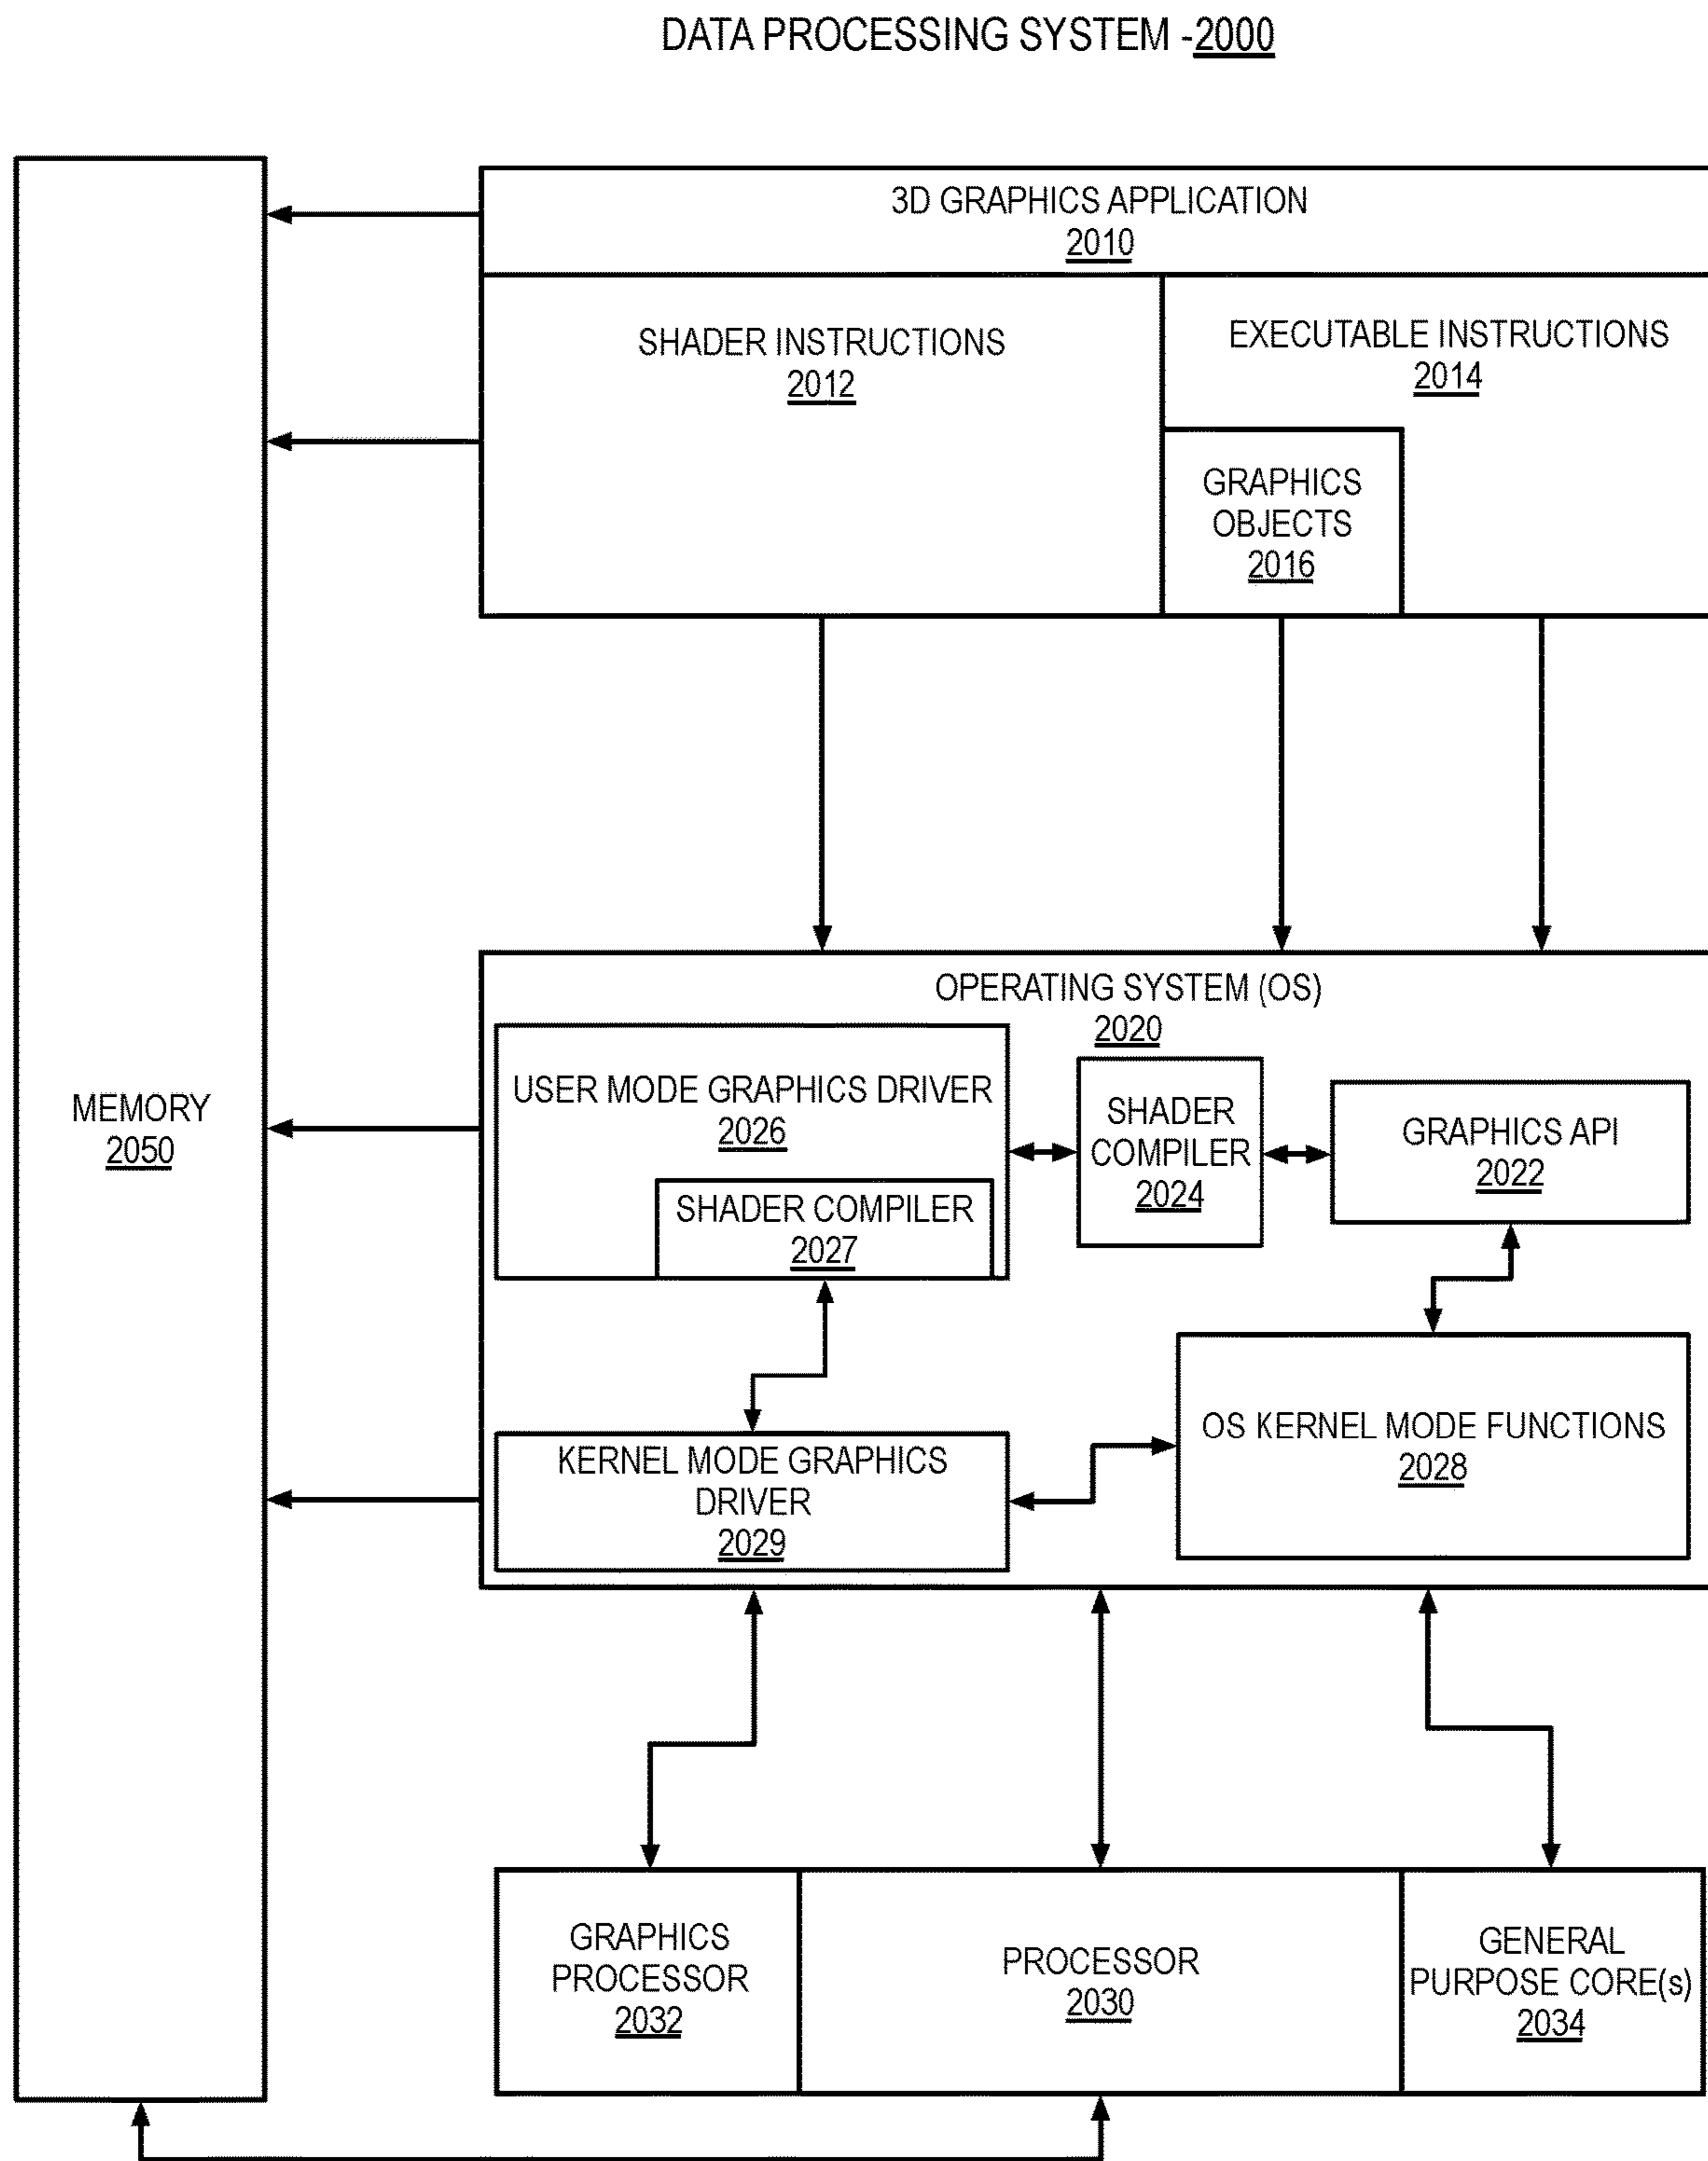 DATA PROCESSING SYSTEM -2000
3D GRAPHICS APPLICATION
2010
SHADER INSTRUCTIONS
2012
EXECUTABLE INSTRUCTIONS
2014
GRAPHICS
OBJECTS
2016
MEMORY
2050
OPERATING SYSTEM (OS)
2020
USER MODE GRAPHICS DRIVER
2026
SHADER COMPILER
2027
SHADER
COMPILER
2024
GRAPHICS API
2022
KERNEL MODE GRAPHICS
DRIVER
2029
OS KERNEL MODE FUNCTIONS
2028
GRAPHICS
PROCESSOR
2032
PROCESSOR
2030
GENERAL
PURPOSE CORE(s)
2034